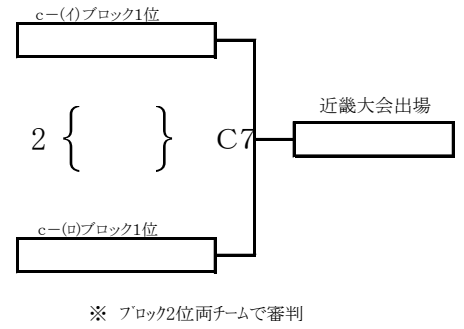 c－(ｲ)ブロック1位
近畿大会出場
2 { } C7
c－(ﾛ)ブロック1位
※ ブロック2位両チームで審判